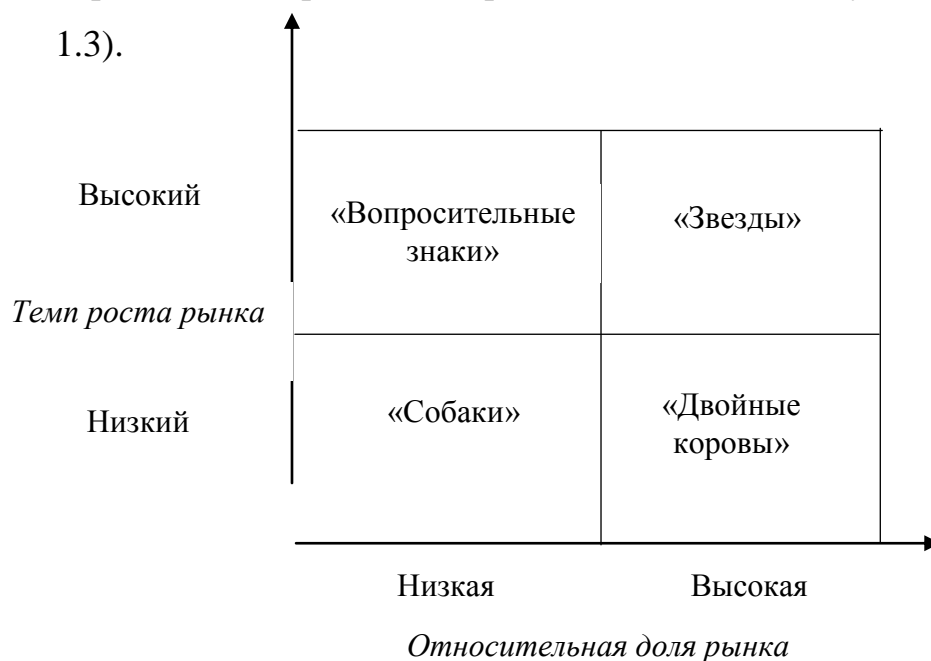 1.3).
Высокий
«Вопросительные
знаки»
«Звезды»
Темп роста рынка
Низкий
«Собаки»
«Двойные
коровы»
Низкая
Высокая
Относительная доля рынка